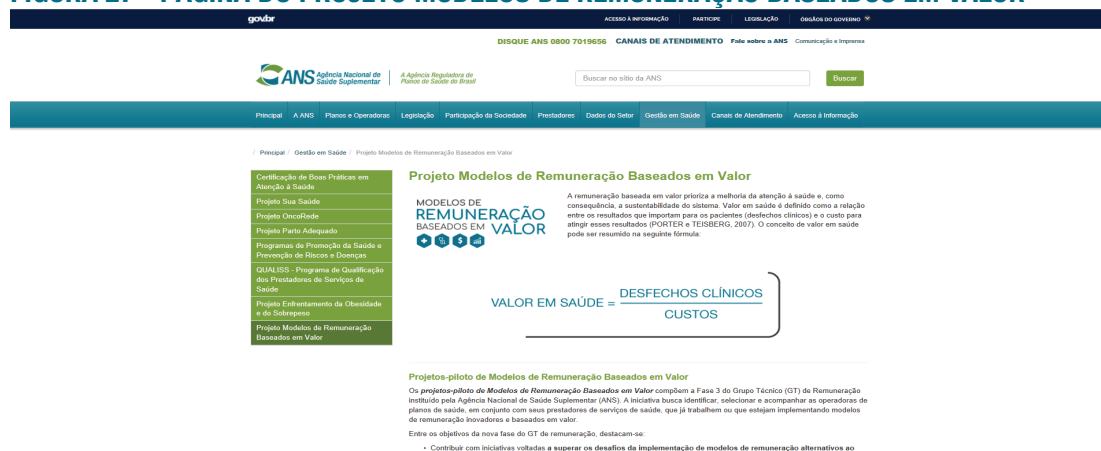 FIGURA 27 – PÁGINA DO PROJETO MODELOS DE REMUNERAÇÃO BASEADOS EM VALOR
govbr
ACESSO À INFORMAÇÃO PARTICIPE LEGISLAÇÃO ÓRGÃOS DO GOVERNO
DISQUE ANS 0800 7019656 CANAIS DE ATENDIMENTO Fale sobre a ANS Comunicação e Imprensa
ANS Agência Nacional de Saúde Suplementar
A Agência Reguladora de Planos de Saúde do Brasil
Buscar no sítio da ANS
Buscar
Principal A ANS Planos e Operadoras Legislação Participação da Sociedade Prestadores Dados do Setor Gestão em Saúde Canais de Atendimento Acesso à Informação
/ Principal / Gestão em Saúde / Projeto Modelos de Remuneração Baseados em Valor
Certificação de Boas Práticas em
Atenção à Saúde
Projeto Sua Saúde
Projeto OncoRede
Projeto Parto Adequado
Programas de Promoção da Saúde e
Prevenção de Riscos e Doenças
QUALISS - Programa de Qualificação
dos Prestadores de Serviços de
Saúde
Projeto Enfrentamento da Obesidade
e do Sobrepeso
Projeto Modelos de Remuneração
Baseados em Valor
Projeto Modelos de Remuneração Baseados em Valor
MODELOS DE
REMUNERAÇÃO
BASEADOS EM VALOR
A remuneração baseada em valor prioriza a melhoria da atenção à saúde e, como
consequência, a sustentabilidade do sistema. Valor em saúde é definido como a relação
entre os resultados que importam para os pacientes (desfechos clínicos) e o custo para
atingir esses resultados (PORTER e TEISBERG, 2007). O conceito de valor em saúde
pode ser resumido na seguinte fórmula:
VALOR EM SAÚDE = DESFECHOS CLÍNICOS
CUSTOS
Projetos-piloto de Modelos de Remuneração Baseados em Valor
Os projetos-piloto de Modelos de Remuneração Baseados em Valor compõem a Fase 3 do Grupo Técnico (GT) de Remuneração
instituído pela Agência Nacional de Saúde Suplementar (ANS). A iniciativa busca identificar, selecionar e acompanhar as operadoras de
planos de saúde, em conjunto com seus prestadores de serviços de saúde, que já trabalhem ou que estejam implementando modelos
de remuneração inovadores e baseados em valor.
Entre os objetivos da nova fase do GT de remuneração, destacam-se:
• Contribuir com iniciativas voltadas a superar os desafios da implementação de modelos de remuneração alternativos ao